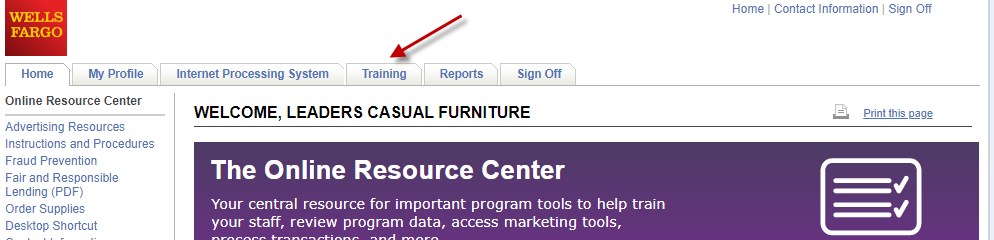 WELLS
FARGO
Home | Contact Information | Sign Off
Home
My Profile
Internet Processing System
Training
Reports
Sign Off
Online Resource Center
Advertising Resources
Instructions and Procedures
Fraud Prevention
Fair and Responsible
Lending (PDF)
Order Supplies
Desktop Shortcut
WELCOME, LEADERS CASUAL FURNITURE
Print this page
The Online Resource Center
Your central resource for important program tools to help train
your staff, review program data, access marketing tools,
process transactions, and more